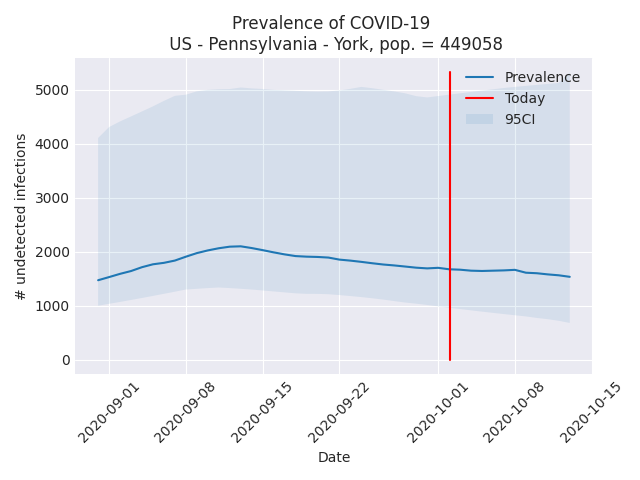 Prevalence of COVID-19
US - Pennsylvania - York, pop. = 449058
Prevalence
Today
95CI
# undetected infections
5000
4000
3000
2000
1000
0
2020-09-01
2020-09-08
2020-09-15
2020-09-22
2020-10-01
2020-10-08
2020-10-15
Date